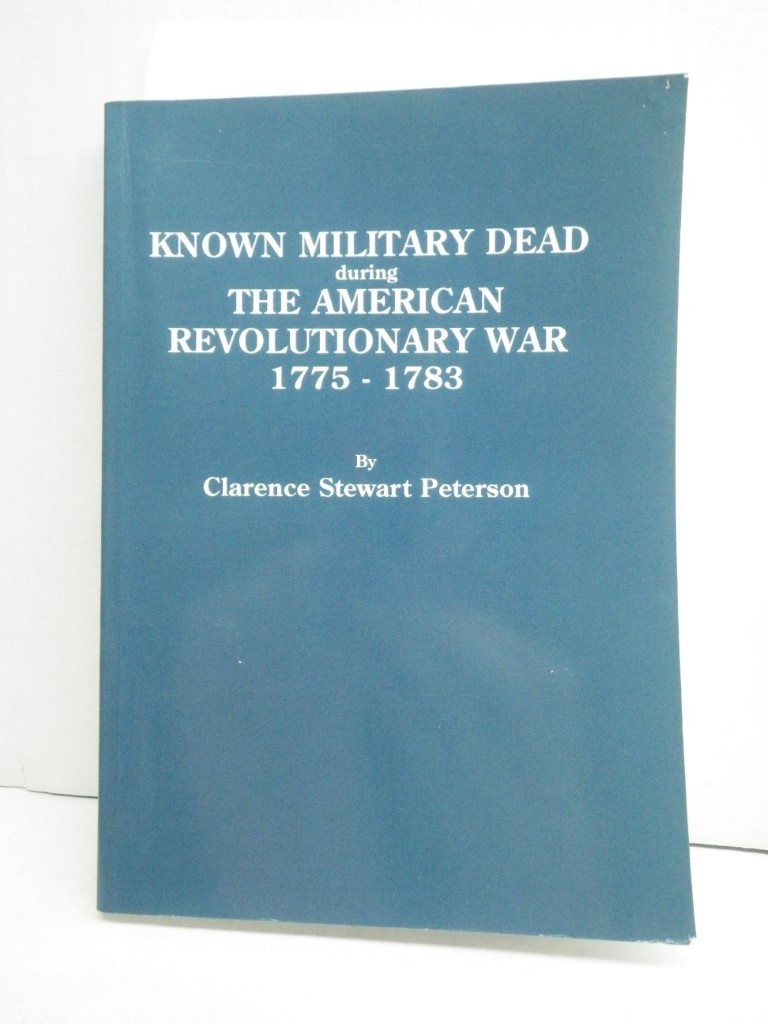 KNOWN MILITARY DEAD
during
THE AMERICAN
REVOLUTIONARY WAR
1775 - 1783
By
Clarence Stewart Peterson